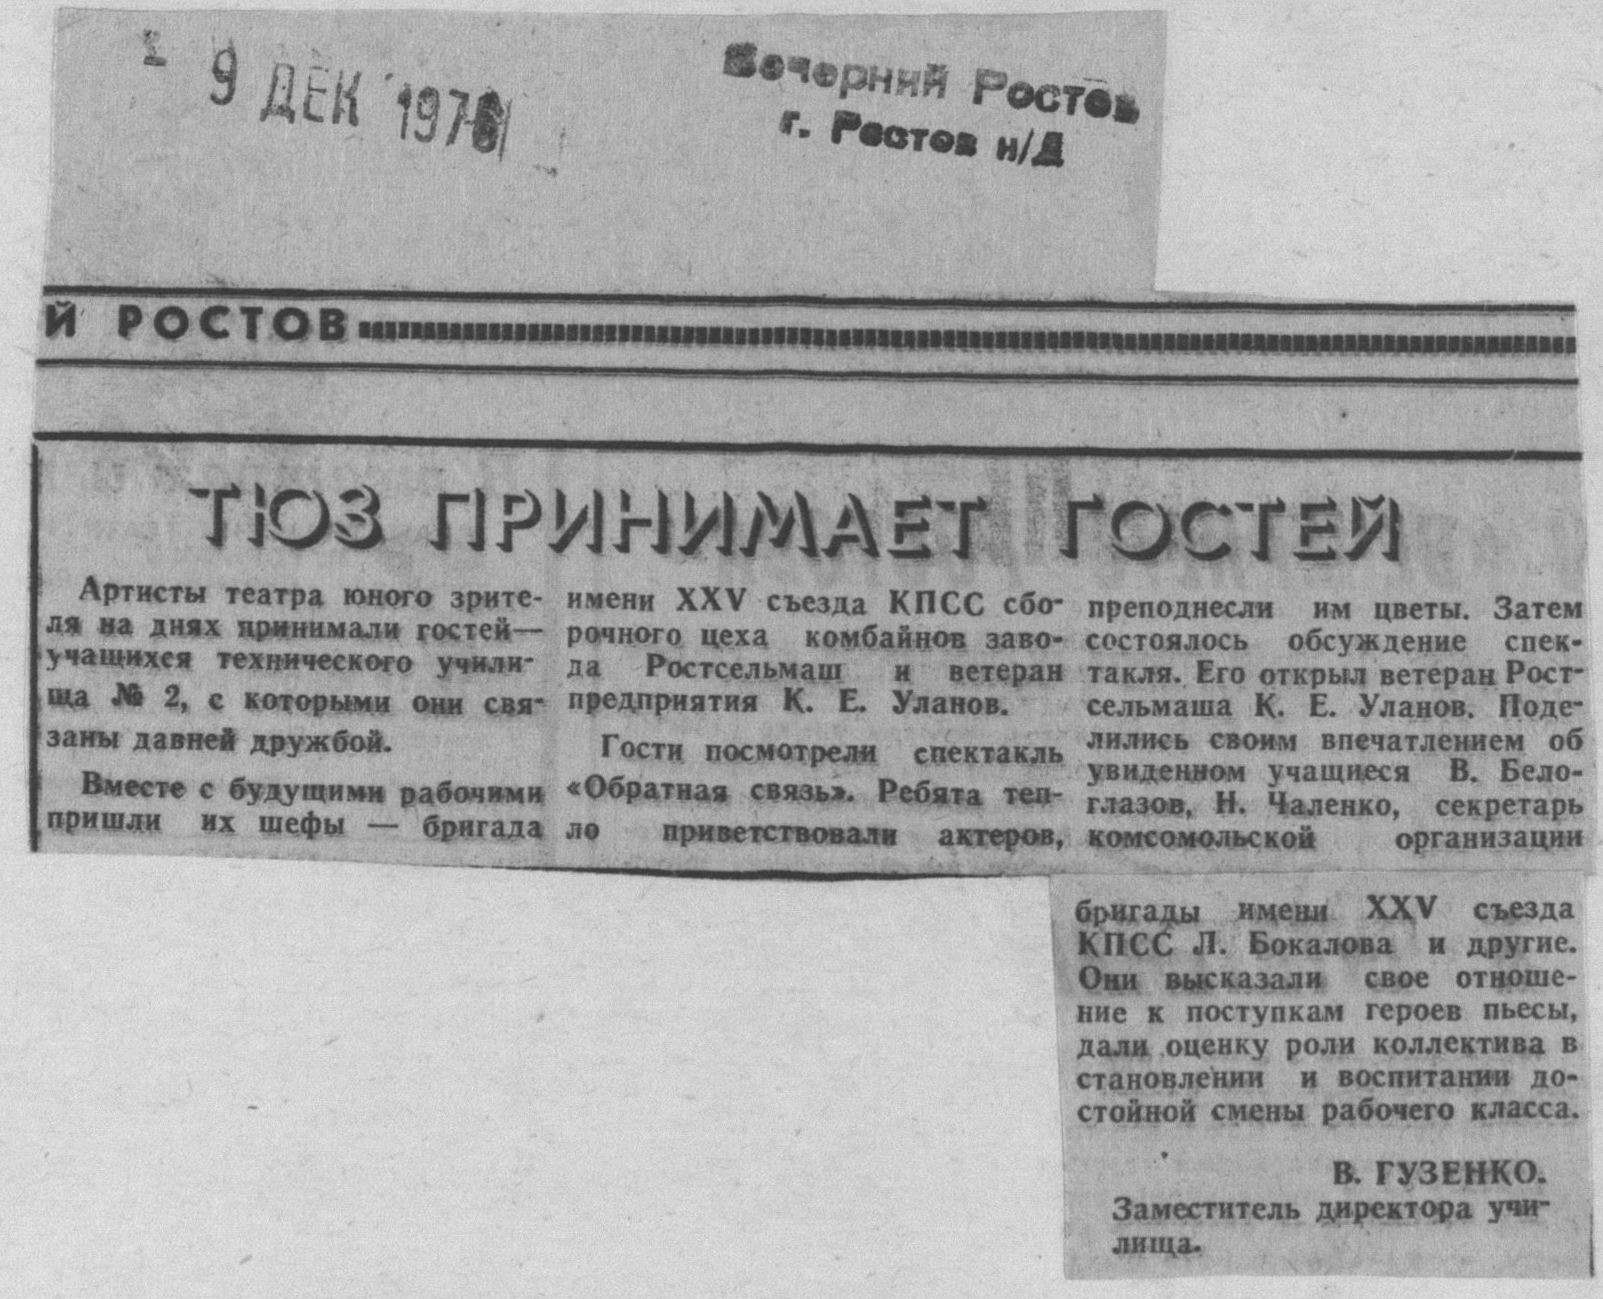 9 ДЕК 1976
Вечерний Ростов
г. Ростов н/Д
Й РОСТОВ
ТЮЗ ПРИНИМАЕТ ГОСТЕЙ
Артисты театра юного зрите-
ля на днях принимали гостей—
учащихся технического учили-
ща № 2, с которыми они свя-
заны давней дружбой.
Вместе с будущими рабочими
пришли их шефы — бригада
имени XXV съезда КПСС сбо-
рочного цеха комбайнов заво-
да Ростсельмаш и ветеран
предприятия К. Е. Уланов.
Гости посмотрели спектакль
«Обратная связь». Ребята теп-
ло приветствовали актеров,
преподнесли им цветы. Затем
состоялось обсуждение спек-
такля. Его открыл ветеран Рост-
сельмаша К. Е. Уланов. Поде-
лились своим впечатлением об
увиденном учащиеся В. Бело-
глазов, Н. Чаленко, секретарь
комсомольской организации
бригады имени XXV съезда
КПСС Л. Бокалова и другие.
Они высказали свое отноше-
ние к поступкам героев пьесы,
дали оценку роли коллектива в
становлении и воспитании до-
стойной смены рабочего класса.
В. ГУЗЕНКО.
Заместитель директора учи-
лища.